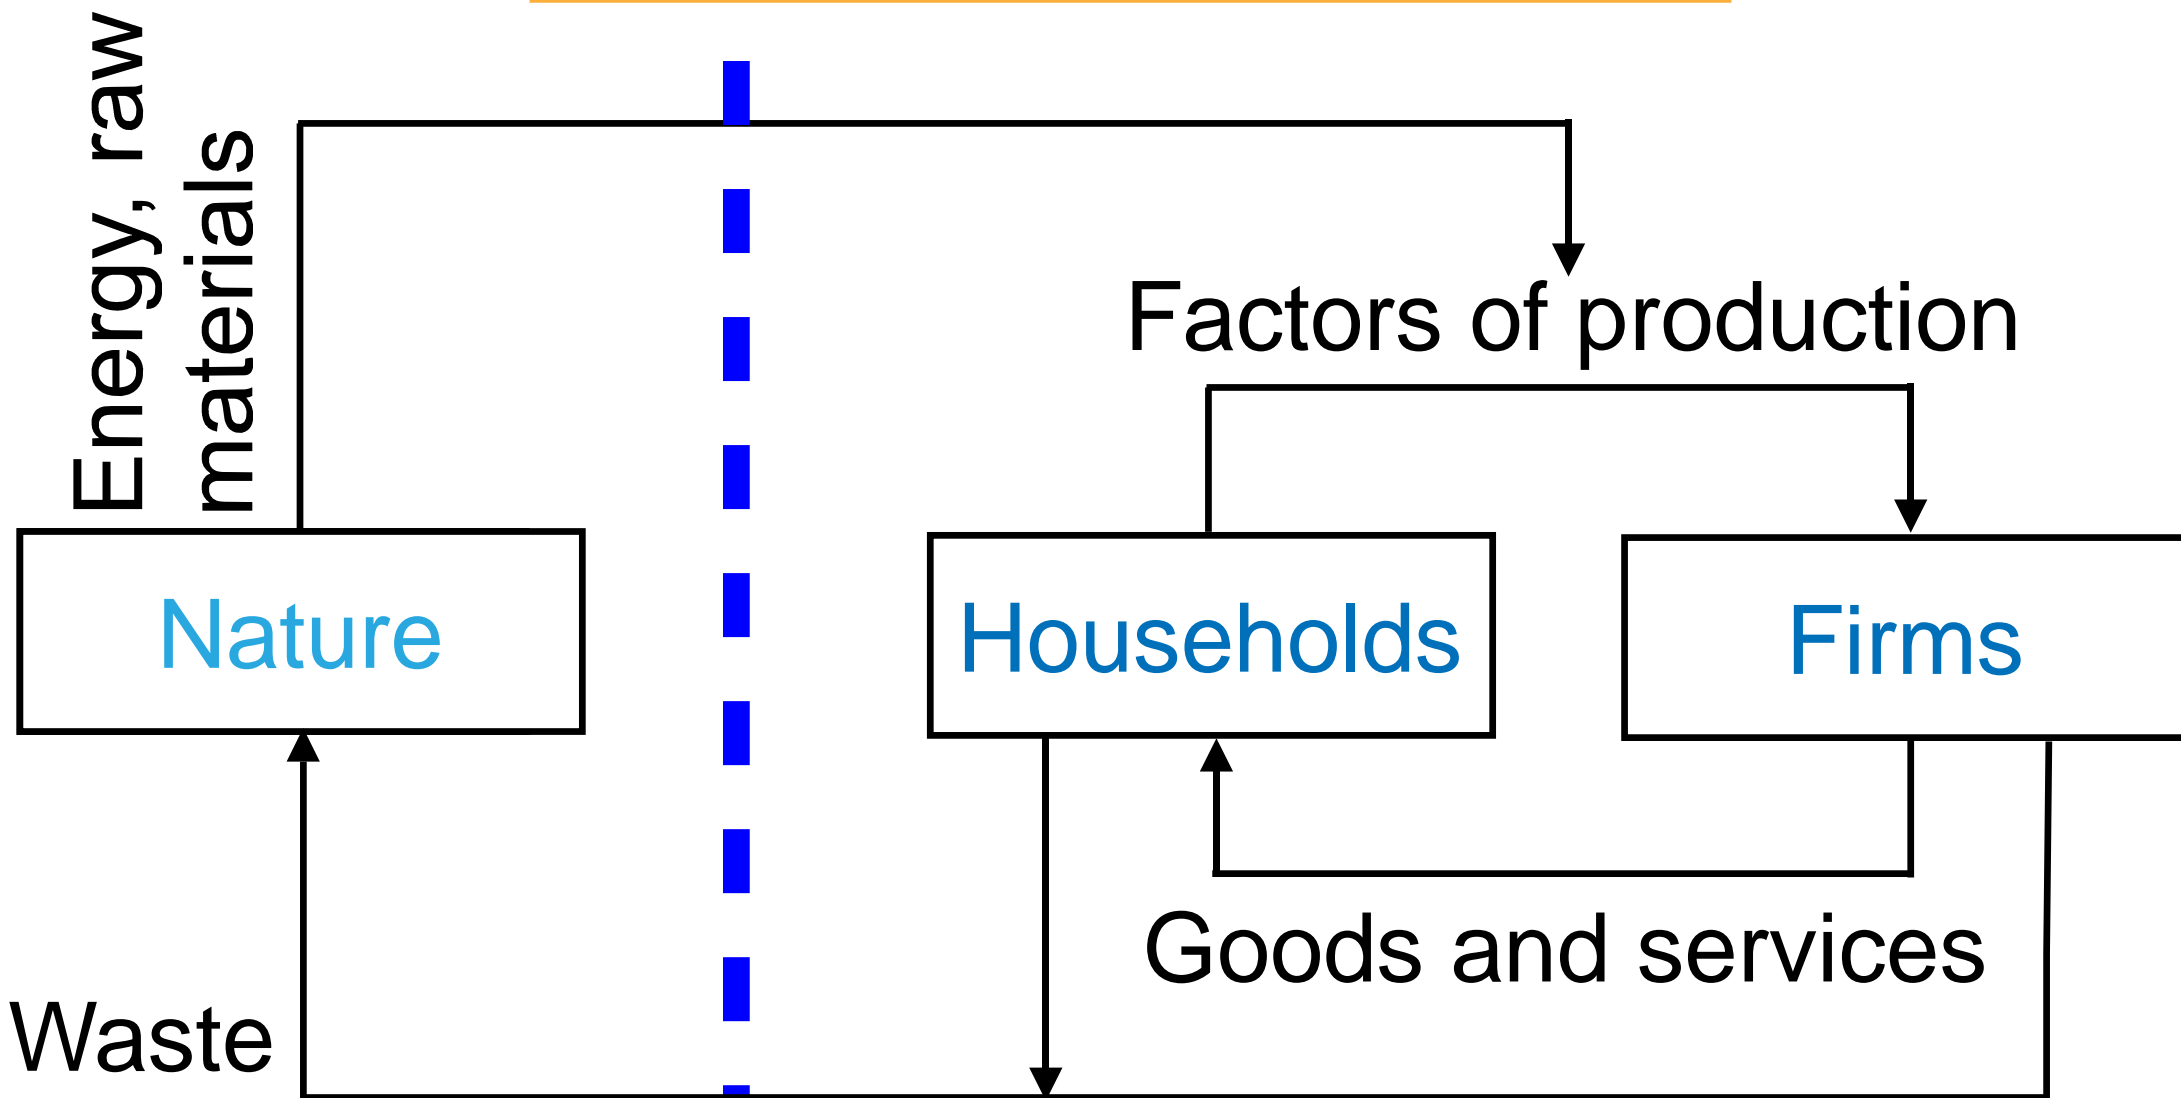 Energy, raw
materials
Factors of production
Nature
Households
Firms
Goods and services
Waste